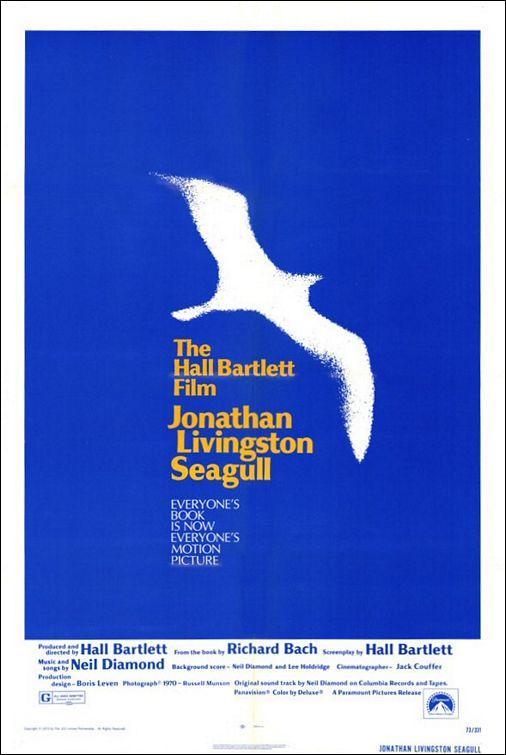 The
Hall Bartlett
Film
Jonathan
Livingston
Seagull
EVERYONE'S
BOOK
IS NOW
EVERYONE'S
MOTION
PICTURE
Produced and directed by Hall Bartlett From the book by Richard Bach Screenplay by Hall Bartlett
Music and songs by Neil Diamond Background score – Neil Diamond and Lee Holdridge Cinematographer – Jack Couffer
Production design – Boris Leven Photograph © 1970 – Russell Munson Original sound track by Neil Diamond on Columbia Records and Tapes.
G Panavision® Color by Deluxe® A Paramount Pictures Release
73/331
JONATHAN LIVINGSTON SEAGULL